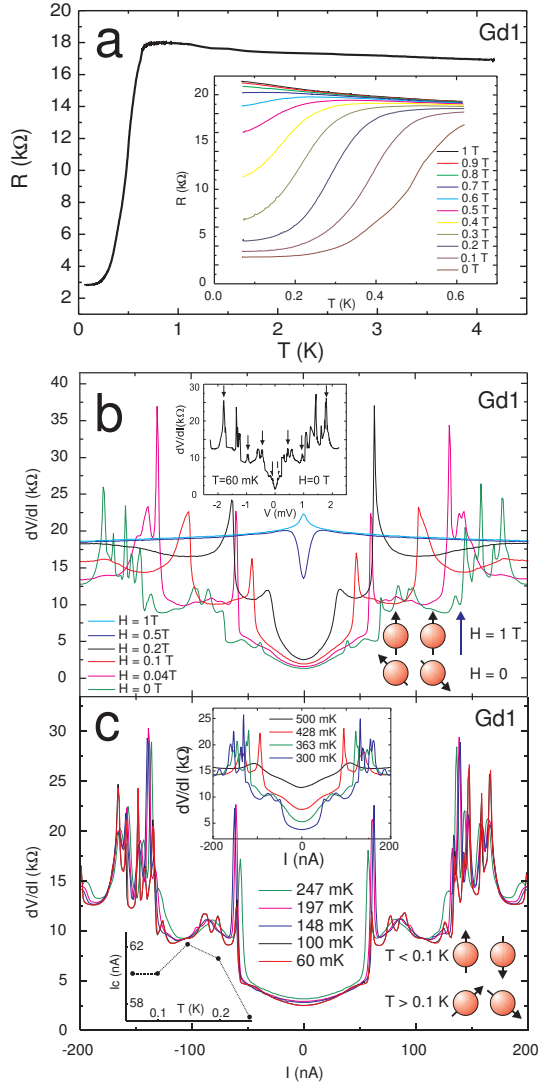 a
Gd1
R (kΩ)
20
18
16
14
12
10
8
6
4
2
0
1
2
3
4
5
T (K)
R (kΩ)
20
15
10
5
0
0.0
0.2
0.4
0.6
T (K)
1 T
0.9 T
0.8 T
0.7 T
0.6 T
0.5 T
0.4 T
0.3 T
0.2 T
0.1 T
0 T
b
Gd1
dV/dI (kΩ)
40
35
30
25
20
15
10
5
0
dV/dI(kΩ)
30
25
20
15
10
5
0
T=60 mK
H=0 T
-2
-1
0
1
2
V (mV)
H = 1T
H = 0.5T
H = 0.2T
H = 0.1 T
H = 0.04T
H = 0 T
H = 1 T
H = 0
c
Gd1
dV/dI (kΩ)
30
25
20
15
10
5
0
dV/dI (kΩ)
25
20
15
10
5
500 mK
428 mK
363 mK
300 mK
-200
-100
0
100
200
I (nA)
247 mK
197 mK
148 mK
100 mK
60 mK
Ic (nA)
62
58
T (K)
0.1
0.2
T < 0.1 K
T > 0.1 K
-200
-100
0
100
200
I (nA)